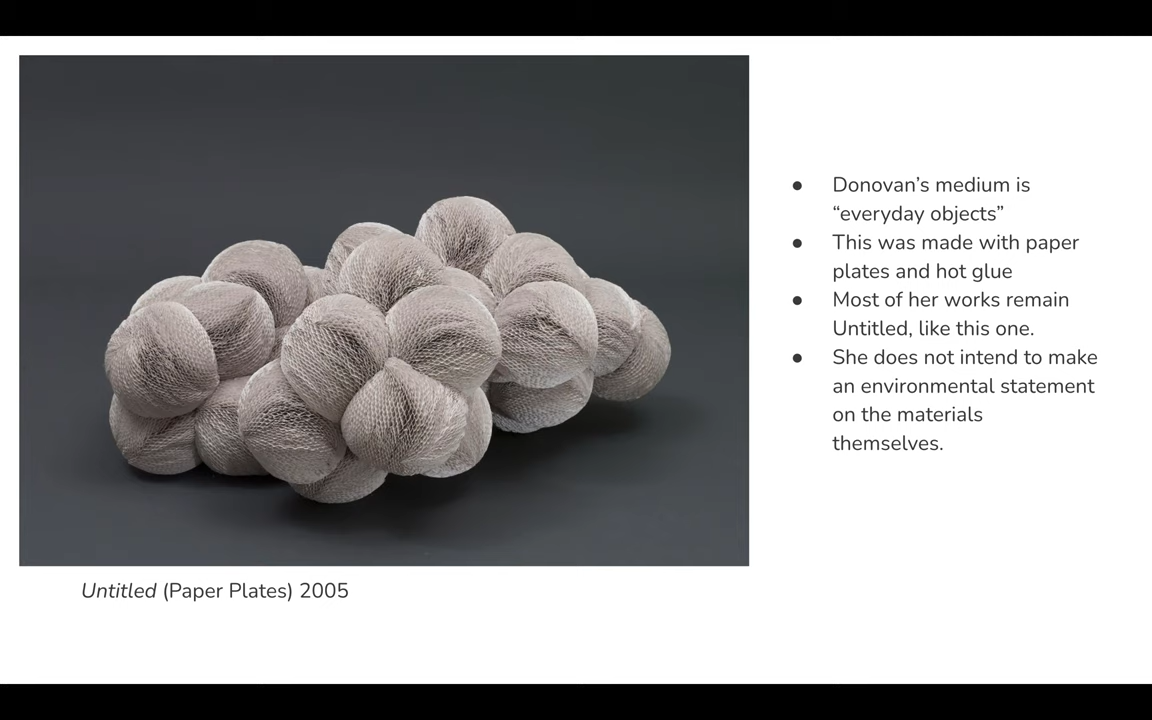 ● Donovan’s medium is
“everyday objects”
● This was made with paper
plates and hot glue
● Most of her works remain
Untitled, like this one.
● She does not intend to make
an environmental statement
on the materials
themselves.
Untitled (Paper Plates) 2005